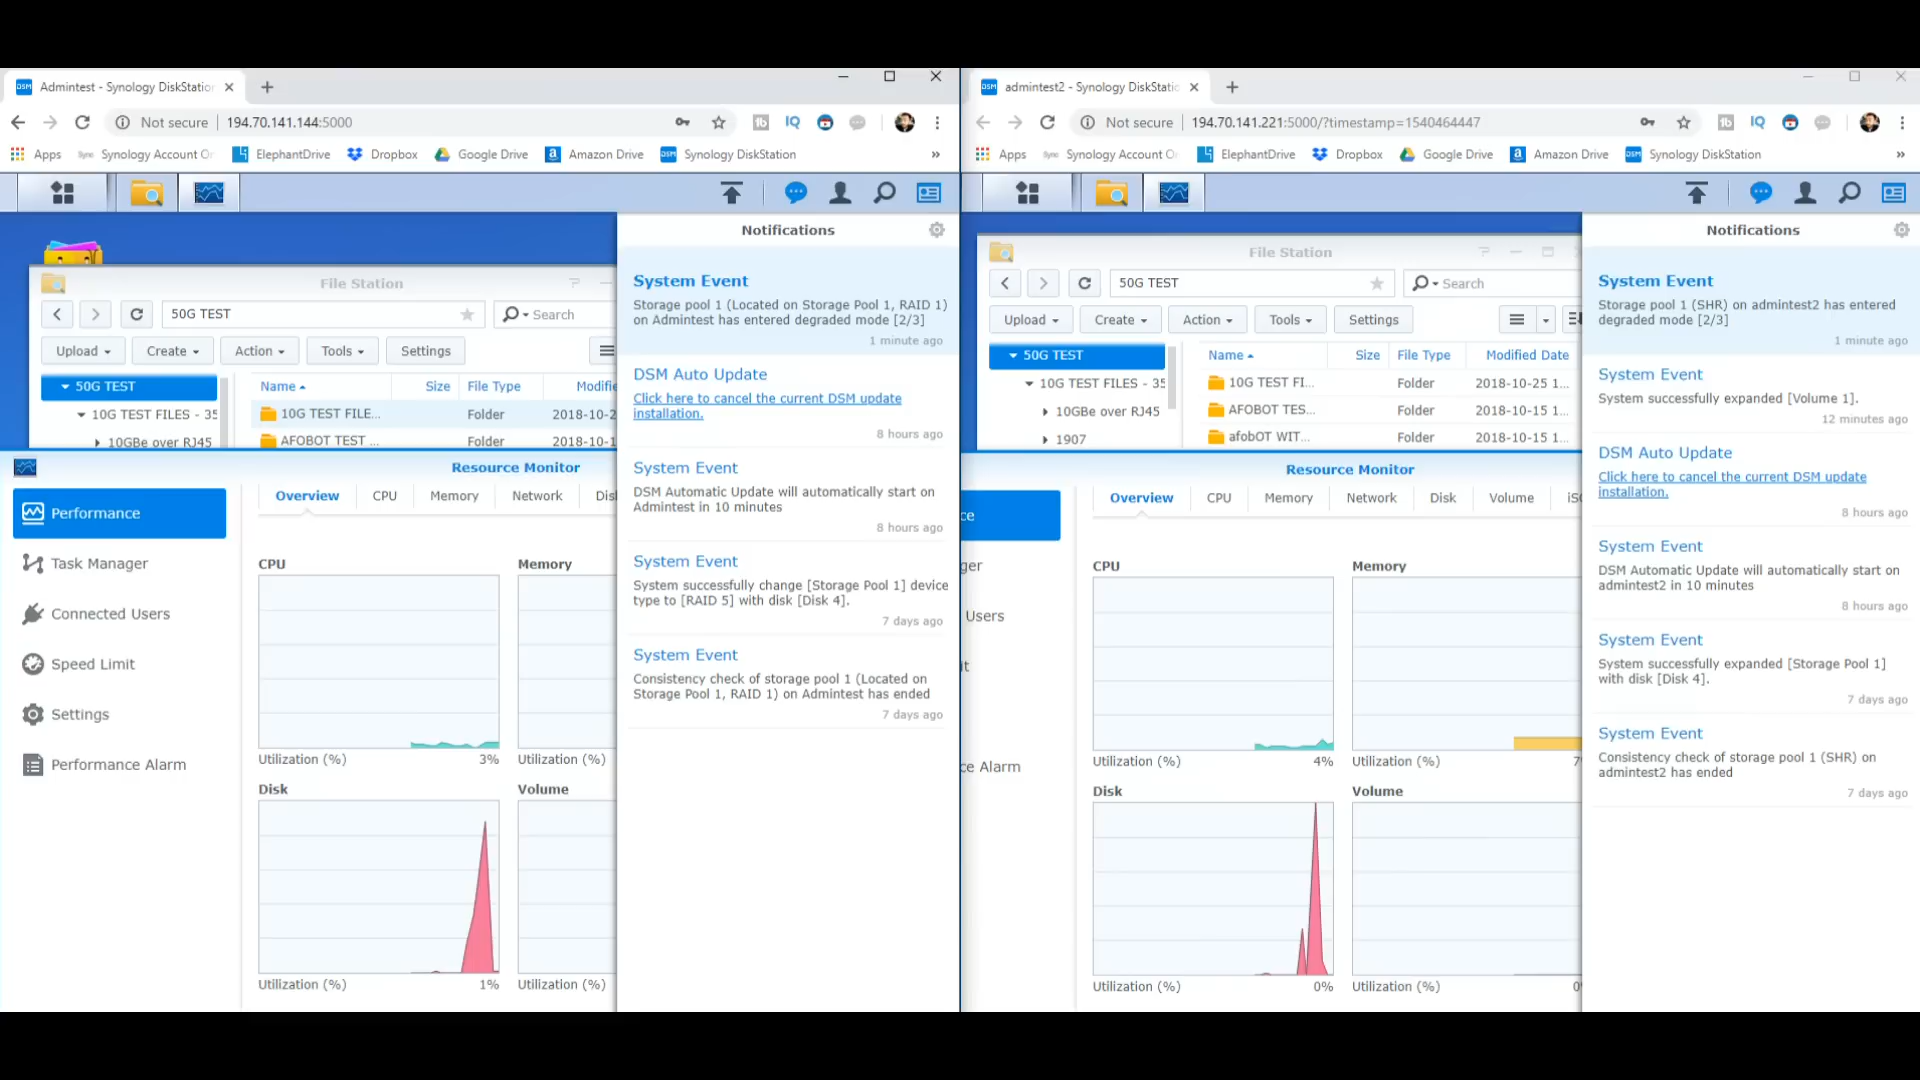 Admintest - Synology DiskStation
Not secure
194.70.141.144:5000
Apps
Synology Account
ElephantDrive
Dropbox
Google Drive
Amazon Drive
Synology DiskStation
»
File Station
50G TEST
Search
Upload
Create
Action
Tools
Settings
50G TEST
10G TEST FILES - 35
10GBe over RJ45
Name
Size
File Type
10G TEST FILE...
Folder
2018-10-2
AFOBOT TEST ...
Folder
2018-10-1
Notifications
System Event
Storage pool 1 (Located on Storage Pool 1, RAID 1)
on Admintest has entered degraded mode [2/3]
1 minute ago
DSM Auto Update
Click here to cancel the current DSM update
installation.
8 hours ago
System Event
DSM Automatic Update will automatically start on
Admintest in 10 minutes
8 hours ago
System Event
System successfully change [Storage Pool 1] device
type to [RAID 5] with disk [Disk 4].
7 days ago
System Event
Consistency check of storage pool 1 (Located on
Storage Pool 1, RAID 1) on Admintest has ended
7 days ago
Resource Monitor
Performance
Task Manager
Connected Users
Speed Limit
Settings
Performance Alarm
Overview
CPU
Memory
Network
CPU
Memory
Utilization (%)
3%
Utilization (%)
Disk
Volume
Utilization (%)
1%
Utilization (%)
admintest2 - Synology DiskStatio
Not secure
194.70.141.221:5000/?timestamp=1540464447
Apps
Synology Account
ElephantDrive
Dropbox
Google Drive
Amazon Drive
Synology DiskStation
»
File Station
50G TEST
Search
Upload
Create
Action
Tools
Settings
50G TEST
10G TEST FILES - 35
10GBe over RJ45
1907
Name
Size
File Type
Modified Date
10G TEST FI...
Folder
2018-10-25 1...
AFOBOT TES...
Folder
2018-10-15 1...
afobOT WIT...
Folder
2018-10-15 1...
Notifications
System Event
Storage pool 1 (SHR) on admintest2 has entered
degraded mode [2/3]
1 minute ago
System Event
System successfully expanded [Volume 1].
12 minutes ago
DSM Auto Update
Click here to cancel the current DSM update
installation.
8 hours ago
System Event
DSM Automatic Update will automatically start on
admintest2 in 10 minutes
8 hours ago
System Event
System successfully expanded [Storage Pool 1]
with disk [Disk 4].
7 days ago
System Event
Consistency check of storage pool 1 (SHR) on
admintest2 has ended
7 days ago
Resource Monitor
ce
ger
Users
it
ce Alarm
Overview
CPU
Memory
Network
Disk
Volume
CPU
Memory
Utilization (%)
4%
Utilization (%)
Disk
Volume
Utilization (%)
0%
Utilization (%)